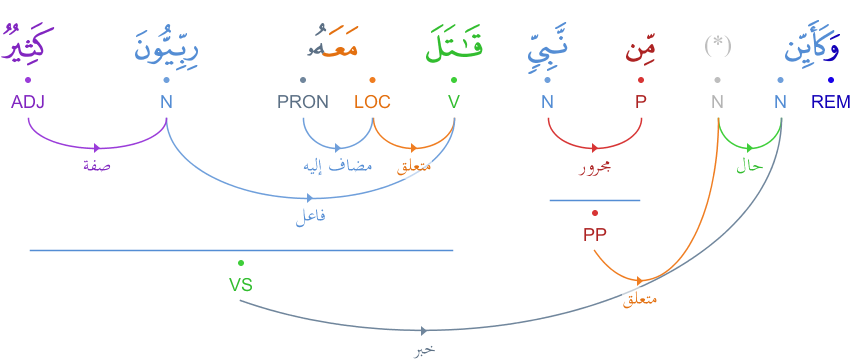 وَكَأَيِّن (*) مِّن نَّبِىٍّ قَـٰتَلَ مَعَهُۥ رِبِّيُّونَ كَثِيرٌ
REM N N P N V LOC PRON N ADJ
حال مجرور متعلق مضاف إليه صفة
فاعل
PP
VS
متعلق
خبر